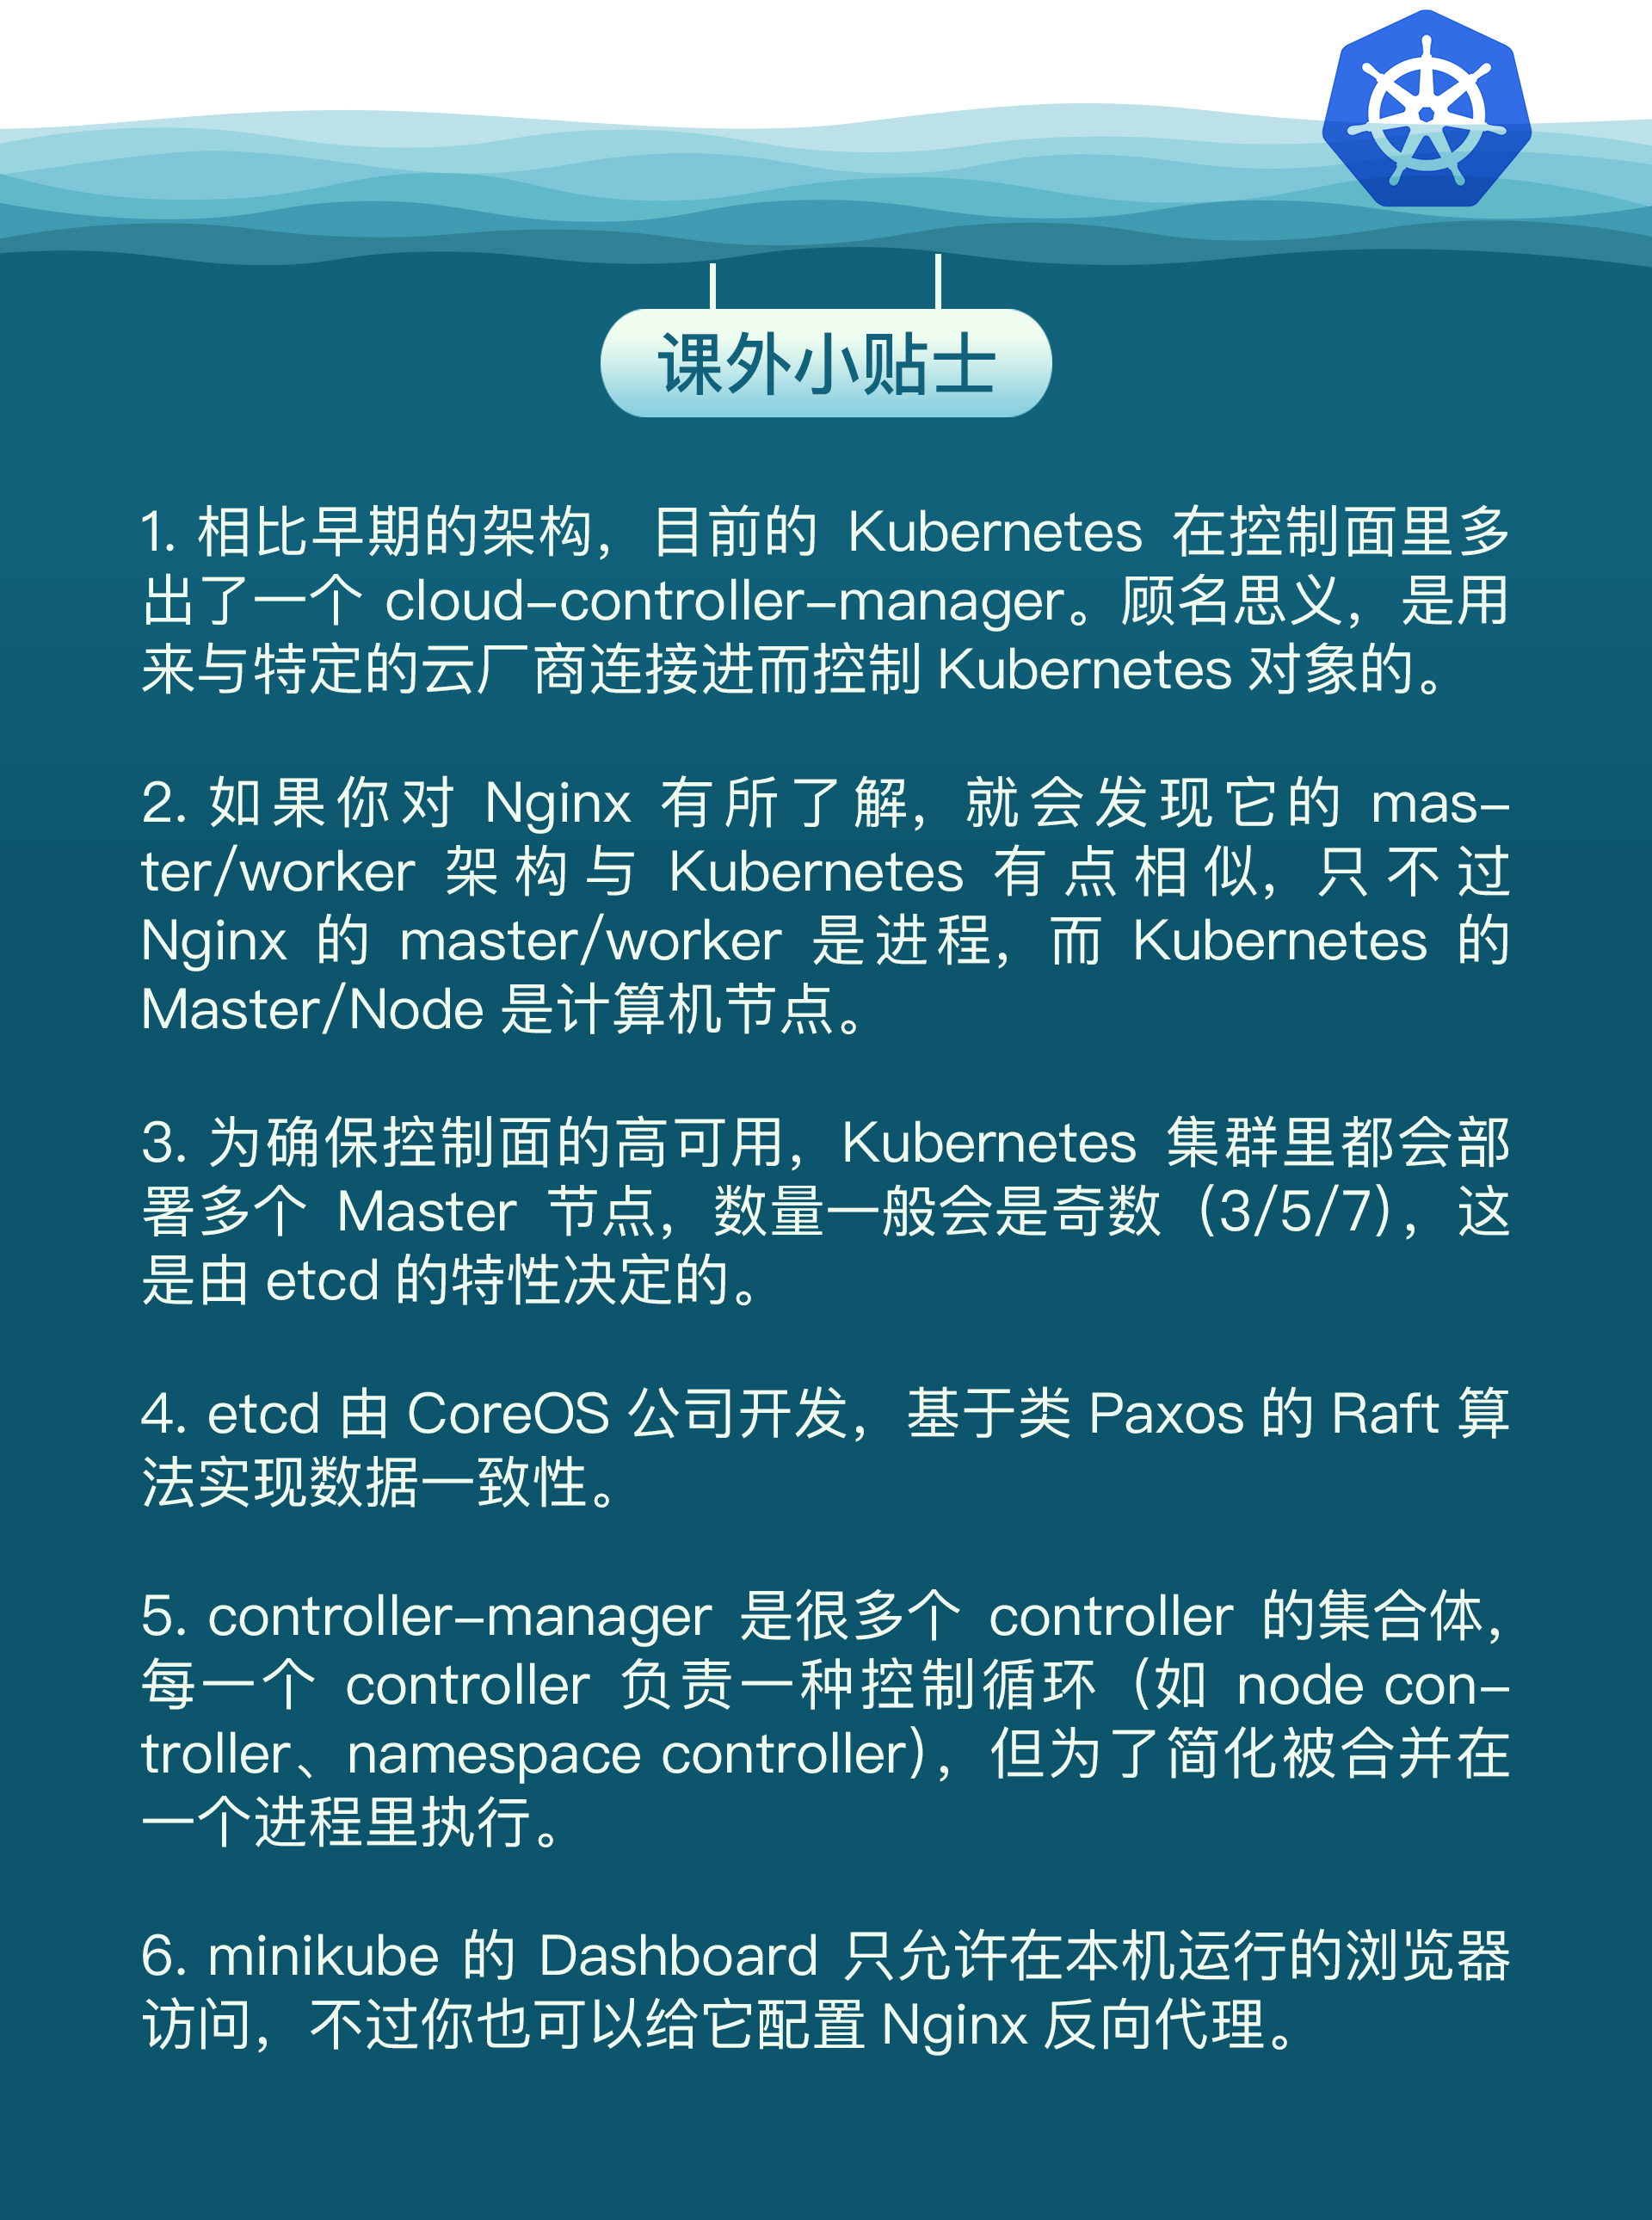 课外小贴士
1. 相比早期的架构，目前的 Kubernetes 在控制面里多
出了一个 cloud-controller-manager。顾名思义，是用
来与特定的云厂商连接进而控制 Kubernetes 对象的。
2. 如果你对 Nginx 有所了解，就会发现它的 mas-
ter/worker 架构与 Kubernetes 有点相似，只不过
Nginx 的 master/worker 是进程，而 Kubernetes 的
Master/Node 是计算机节点。
3. 为确保控制面的高可用，Kubernetes 集群里都会部
署多个 Master 节点，数量一般会是奇数（3/5/7），这
是由 etcd 的特性决定的。
4. etcd 由 CoreOS 公司开发，基于类 Paxos 的 Raft 算
法实现数据一致性。
5. controller-manager 是很多个 controller 的集合体，
每一个 controller 负责一种控制循环（如 node con-
troller、namespace controller），但为了简化被合并在
一个进程里执行。
6. minikube 的 Dashboard 只允许在本机运行的浏览器
访问，不过你也可以给它配置 Nginx 反向代理。